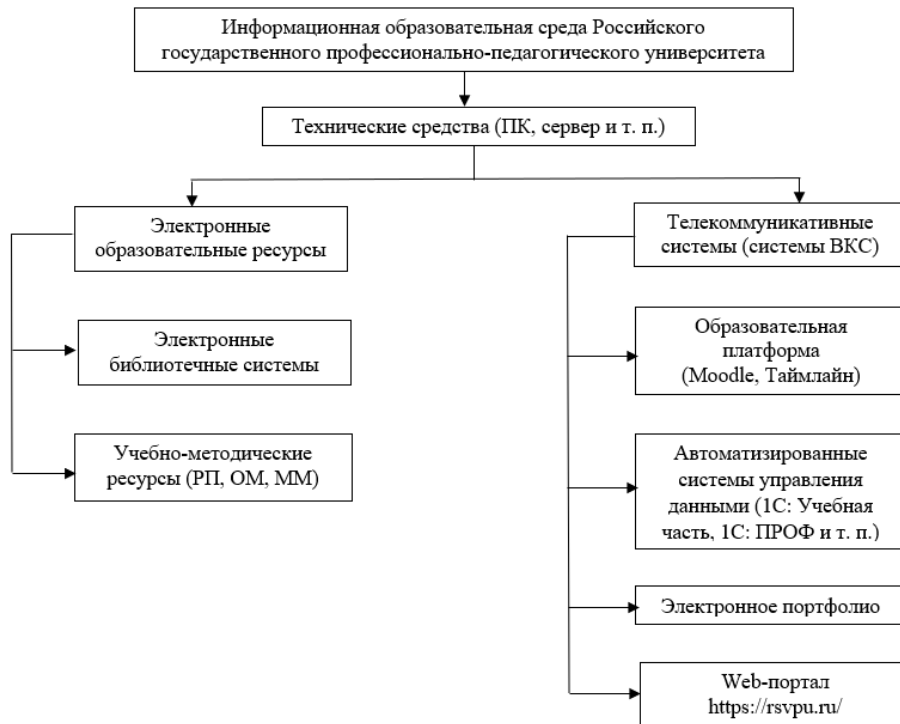 Информационная образовательная среда Российского
государственного профессионально-педагогического университета
Технические средства (ПК, сервер и т. п.)
Электронные
образовательные ресурсы
Телекоммуникативные
системы (системы ВКС)
Электронные
библиотечные системы
Образовательная
платформа
(Moodle, Таймлайн)
Учебно-методические
ресурсы (РП, ОМ, ММ)
Автоматизированные
системы управления
данными (1С: Учебная
часть, 1С: ПРОФ и т. п.)
Электронное портфолио
Web-портал
https://rsvpu.ru/